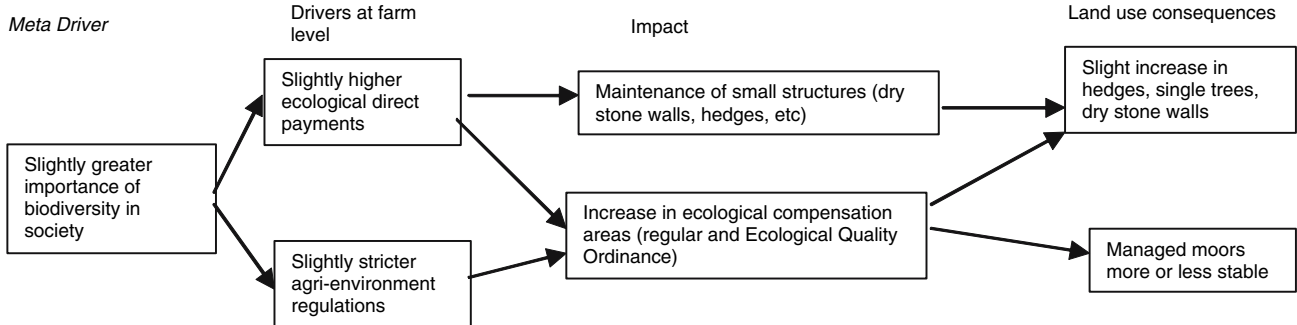 Meta Driver
Drivers at farm
level
Impact
Land use consequences
Slightly higher
ecological direct
payments
Maintenance of small structures (dry
stone walls, hedges, etc)
Slight increase in
hedges, single trees,
dry stone walls
Slightly greater
importance of
biodiversity in
society
Increase in ecological compensation
areas (regular and Ecological Quality
Ordinance)
Slightly stricter
agri-environment
regulations
Managed moors
more or less stable